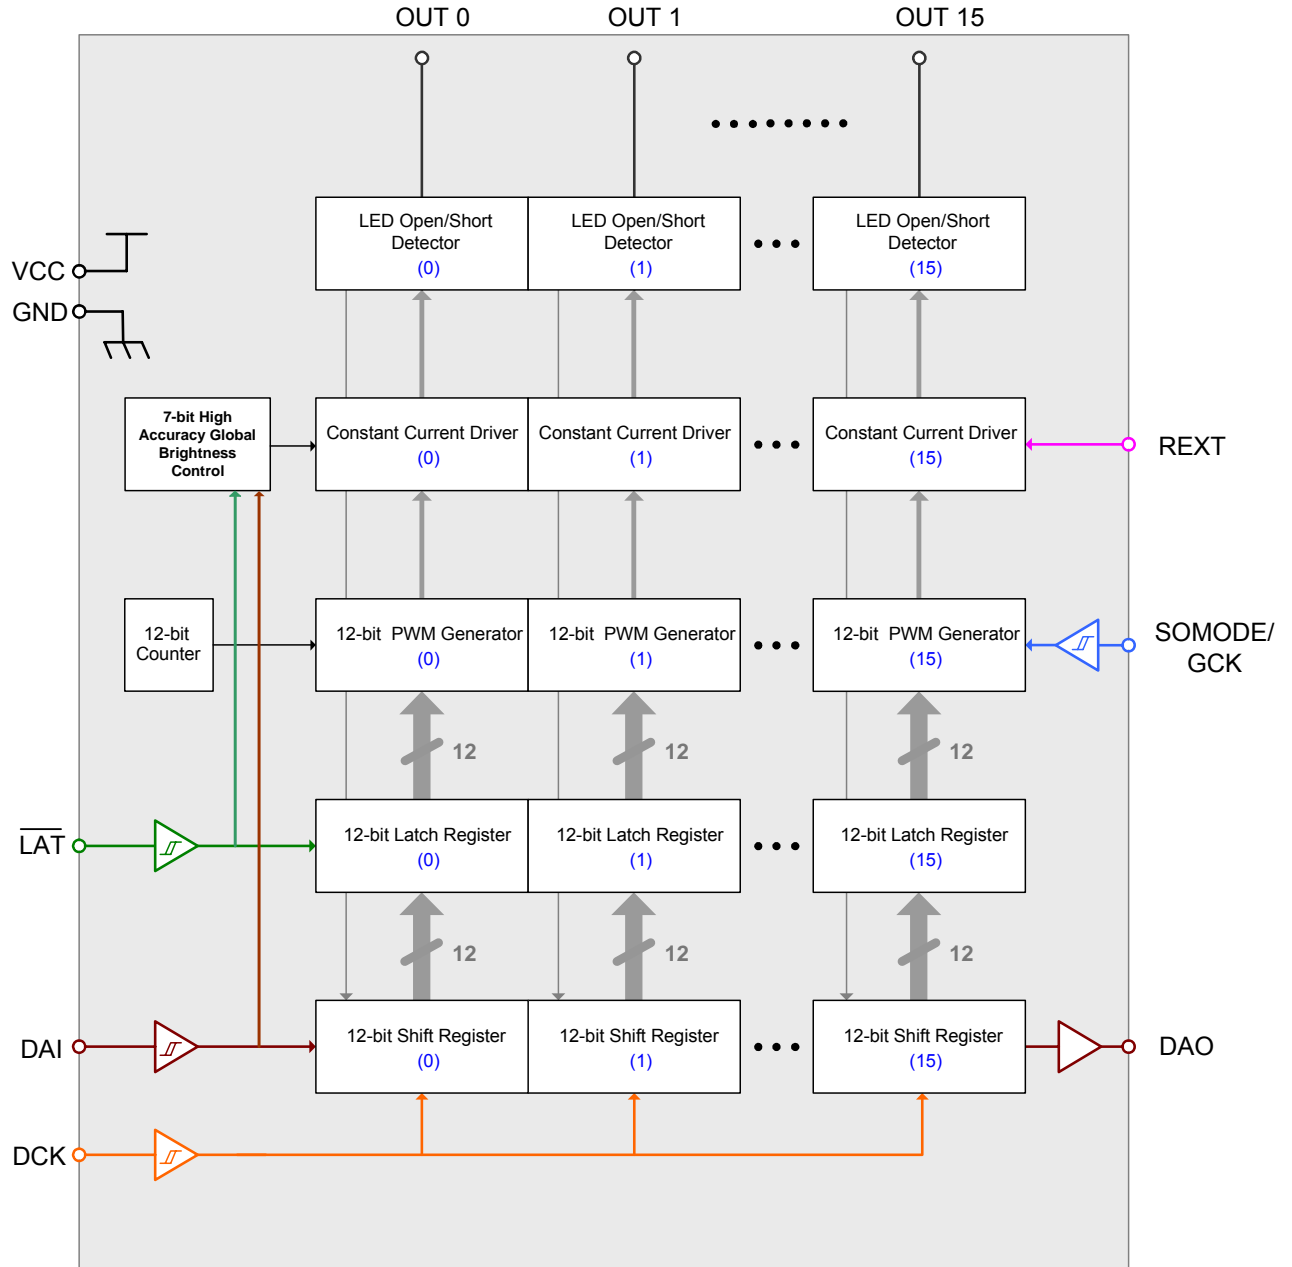 OUT 0
OUT 1
OUT 15
LED Open/Short
Detector
(0)
LED Open/Short
Detector
(1)
LED Open/Short
Detector
(15)
VCC
GND
7-bit High
Accuracy Global
Brightness
Control
Constant Current Driver
(0)
Constant Current Driver
(1)
Constant Current Driver
(15)
REXT
12-bit
Counter
12-bit PWM Generator
(0)
12-bit PWM Generator
(1)
12-bit PWM Generator
(15)
SOMODE/
GCK
12
12
12
LAT
12-bit Latch Register
(0)
12-bit Latch Register
(1)
12-bit Latch Register
(15)
12
12
12
DAI
12-bit Shift Register
(0)
12-bit Shift Register
(1)
12-bit Shift Register
(15)
DAO
DCK